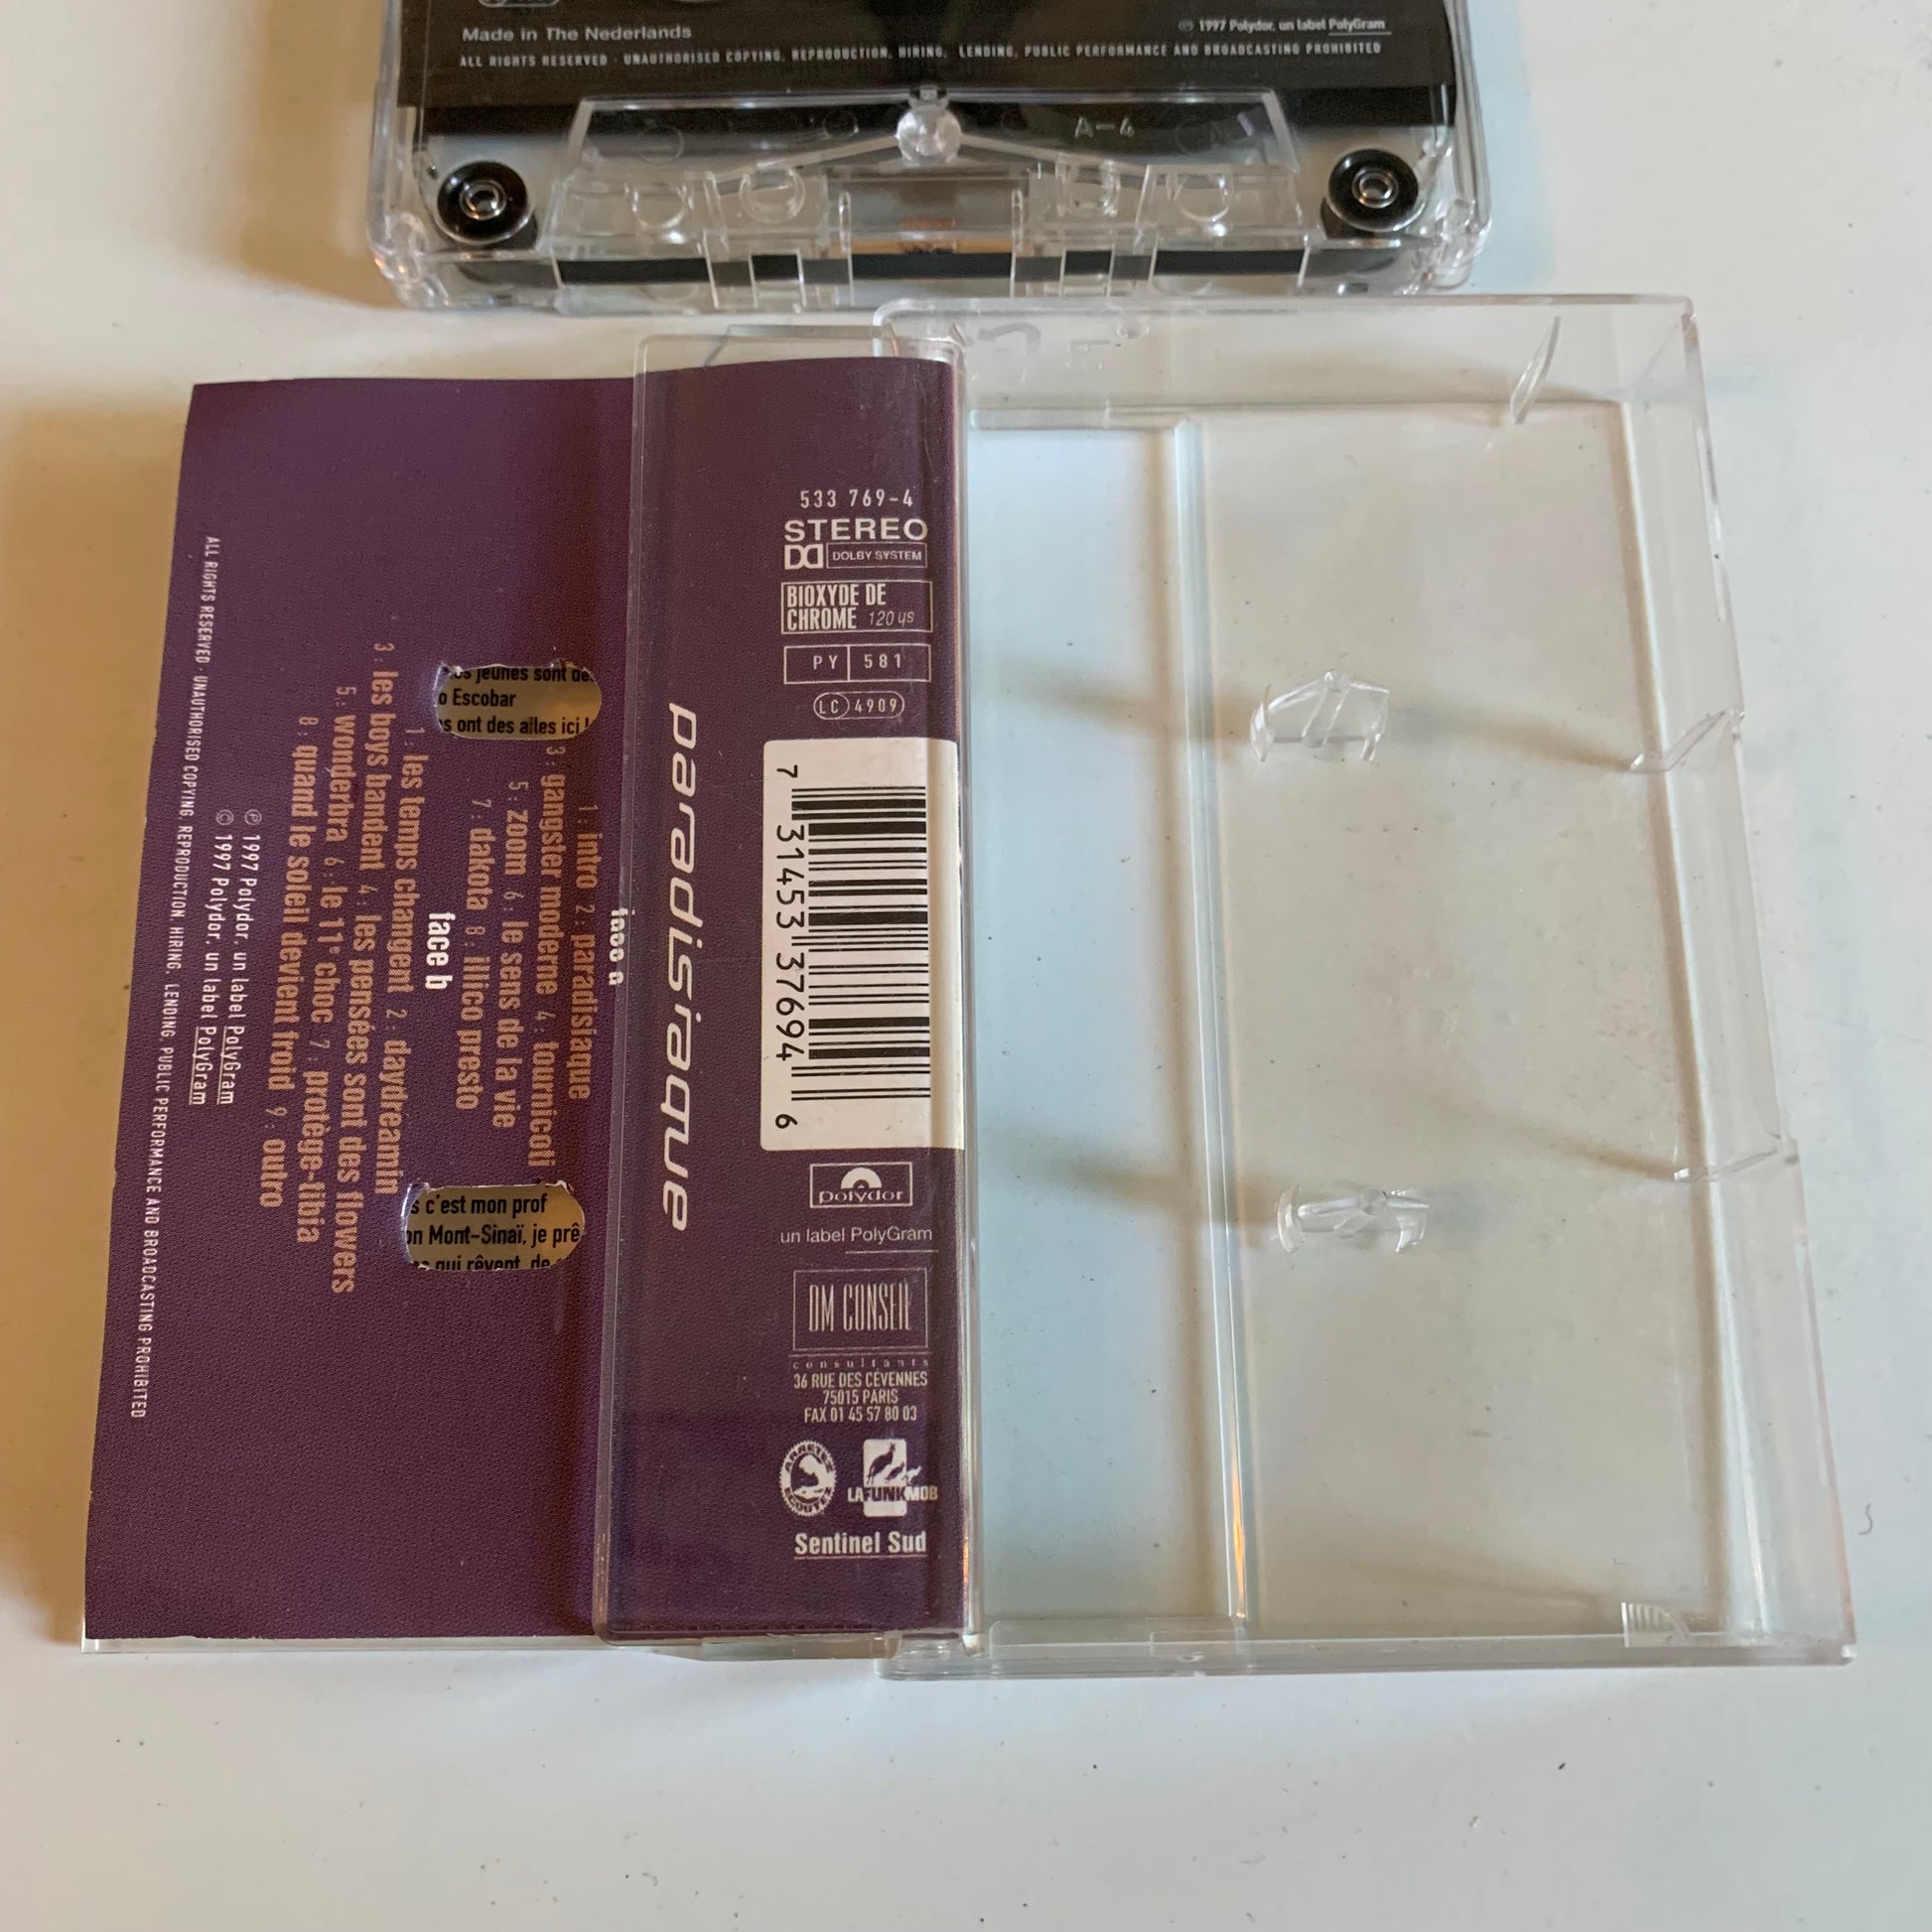 Made in The Nederlands
℗ 1997 Polydor, un label PolyGram
ALL RIGHTS RESERVED - UNAUTHORISED COPYING, REPRODUCTION, HIRING, LENDING, PUBLIC PERFORMANCE AND BROADCASTING PROHIBITED
A-4
533 769-4
STEREO
DOLBY SYSTEM
BIOXYDE DE
CHROME 120 µs
PY 581
LC 4909
7 31453 37694 6
polydor
un label PolyGram
DM CONSEIL
consultants
36 RUE DES CÉVENNES
75015 PARIS
FAX 01 45 57 80 03
ARRETEZ
ECOUTEZ
LA FUNK MOB
Sentinel Sud
paradisiaque
face a
1: intro 2: paradisiaque
3: gangster moderne 4: tournicoti
5: zoom 6: le sens de la vie
7: dakota 8: illico presto
face b
1: les temps changent 2: daydreamin
3: les boys bandent 4: les pensées sont des flowers
5: wonderbra 6: le 11e choc 7: protège-tibia
8: quand le soleil devient froid 9: outro
℗ 1997 Polydor, un label PolyGram
© 1997 Polydor, un label PolyGram
ALL RIGHTS RESERVED - UNAUTHORISED COPYING, REPRODUCTION, HIRING, LENDING, PUBLIC PERFORMANCE AND BROADCASTING PROHIBITED
jeunes sont
Escobar
ont des ailes ici !
c'est mon prof
Mont-Sinaï, je
qui rêvent, de